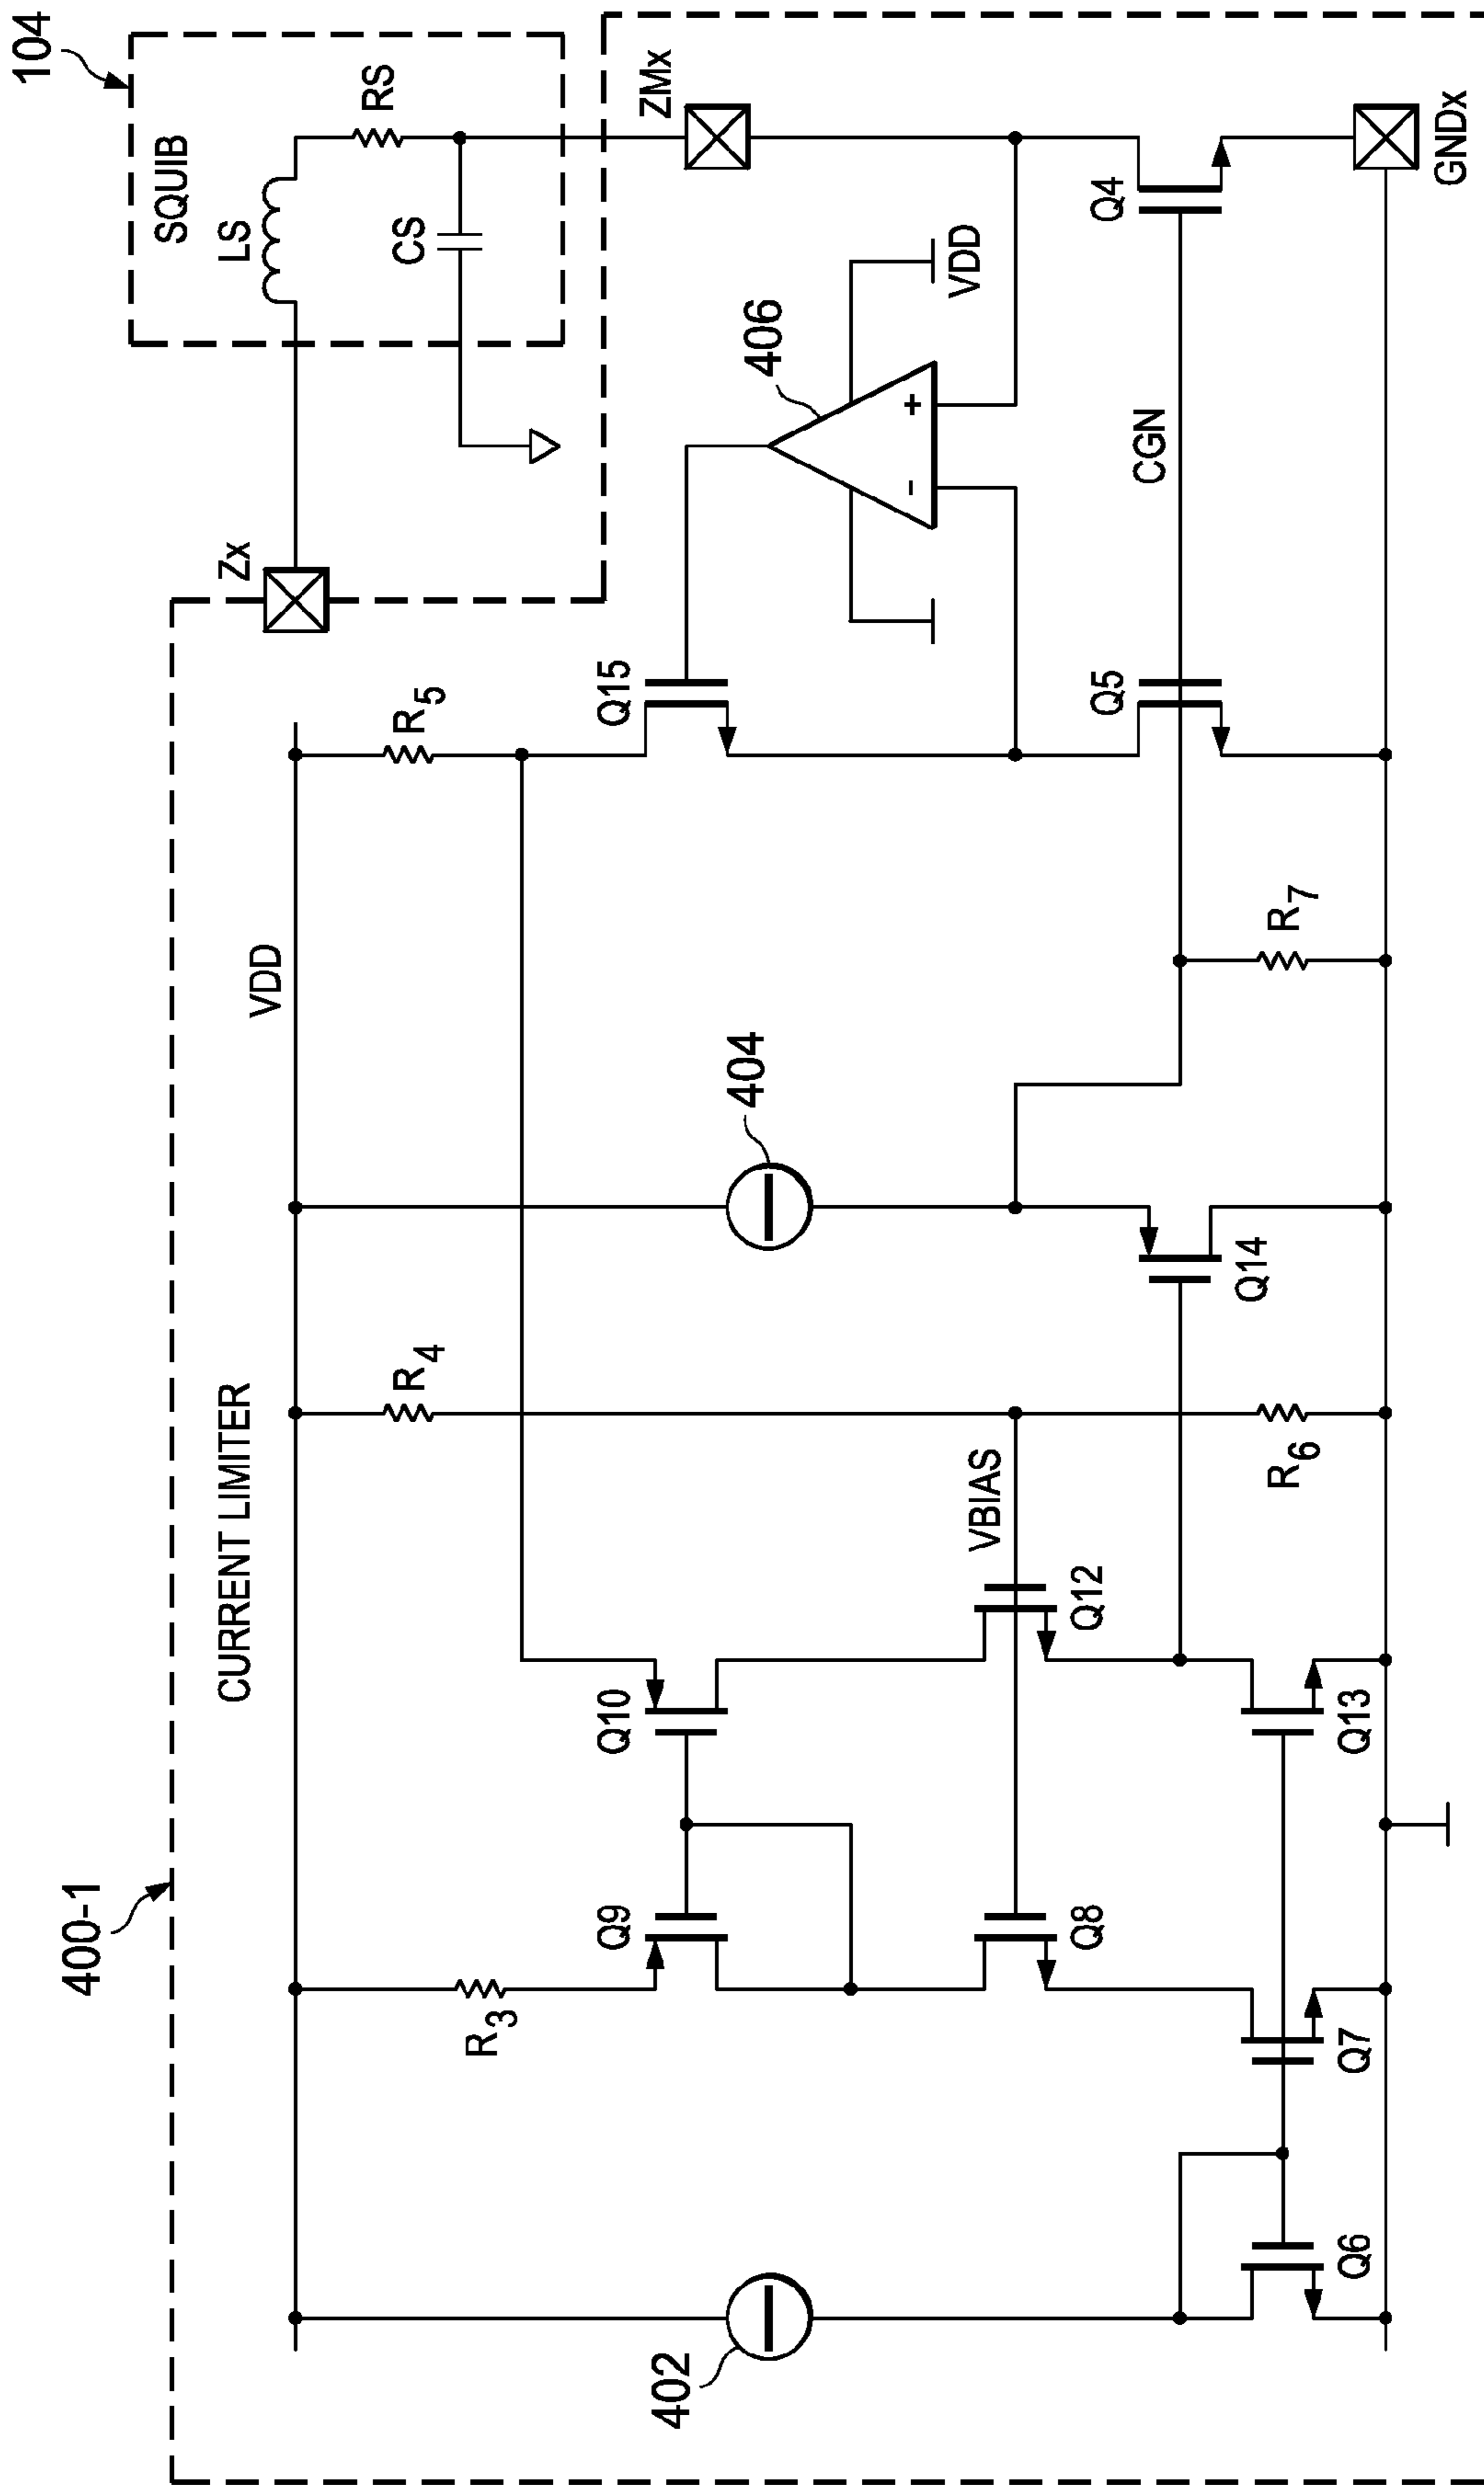 104
SQUIB
LS
RS
CS
Zx
ZMx
400-1
CURRENT LIMITER
VDD
R5
R4
R3
402
404
406
VDD
+
-
Q15
Q10
Q9
Q8
Q12
VBIAS
Q14
Q5
Q4
CGN
R7
R6
Q13
Q7
Q6
GNDx